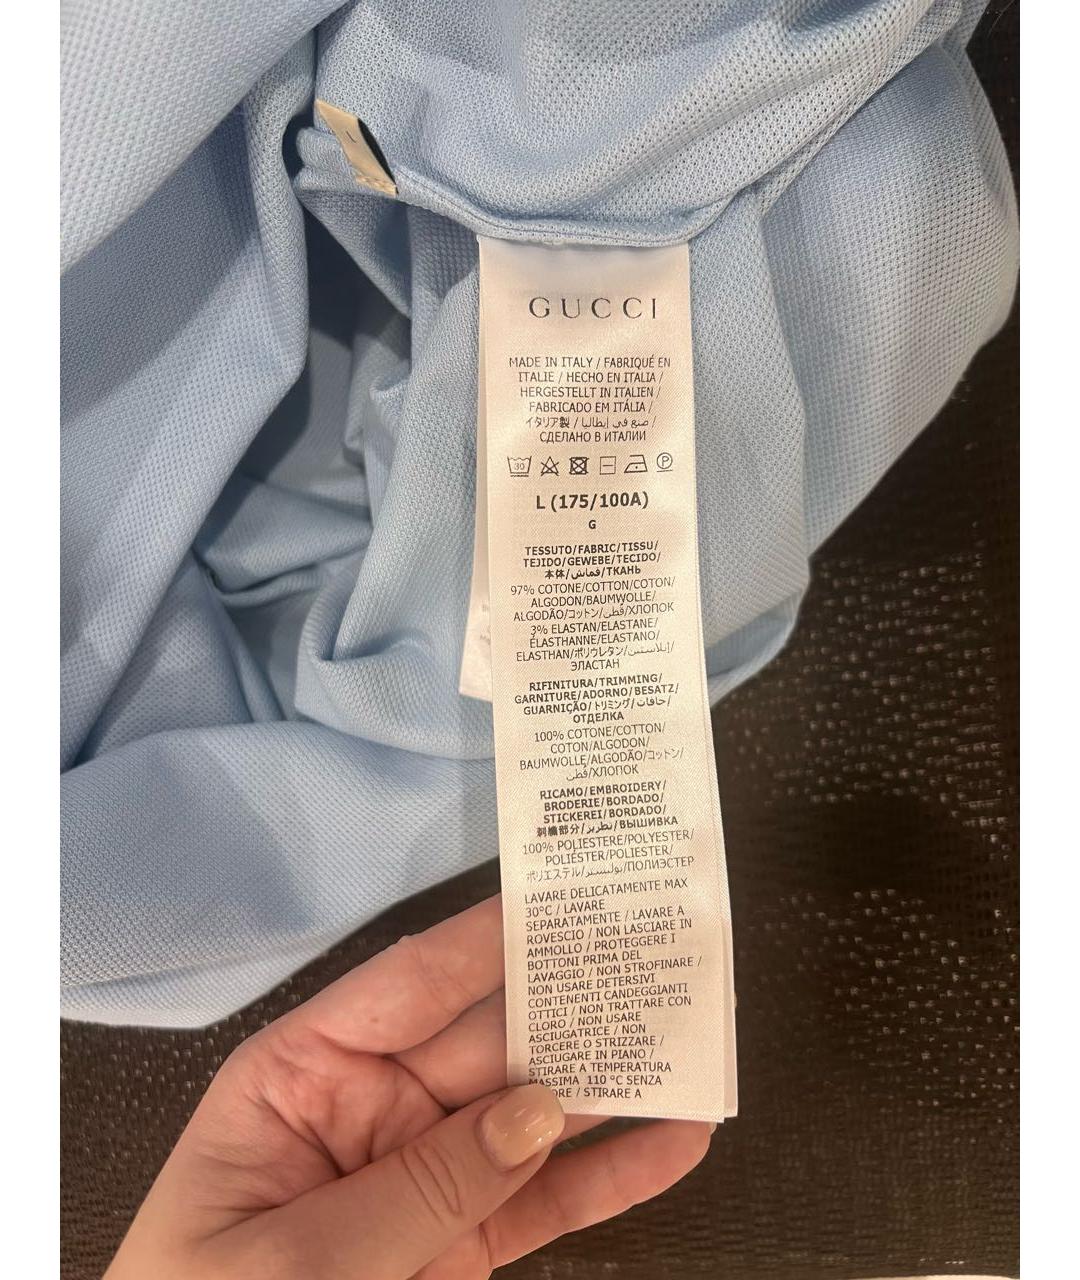 L
GUCCI
MADE IN ITALY / FABRIQUÉ EN
ITALIE / HECHO EN ITALIA /
HERGESTELLT IN ITALIEN /
FABRICADO EM ITÁLIA /
イタリア製 / صنع في إيطاليا /
СДЕЛАНО В ИТАЛИИ
30 P
L (175/100A)
G
TESSUTO/FABRIC/TISSU/
TEJIDO/GEWEBE/TECIDO/
本体/قماش/ТКАНЬ
97% COTONE/COTTON/COTON/
ALGODON/BAUMWOLLE/
ALGODÃO/コットン/قطن/ХЛОПОК
3% ELASTAN/ELASTANE/
ÉLASTHANNE/ELASTANO/
ELASTHAN/ポリウレタン/إيلاستين/
ЭЛАСТАН
RIFINITURA/TRIMMING/
GARNITURE/ADORNO/BESATZ/
GUARNIÇÃO/トリミング/حافات/
ОТДЕЛКА
100% COTONE/COTTON/
COTON/ALGODON/
BAUMWOLLE/ALGODÃO/コットン/
قطن/ХЛОПОК
RICAMO/EMBROIDERY/
BRODERIE/BORDADO/
STICKEREI/BORDADO/
刺繍部分/تطريز/ВЫШИВКА
100% POLIESTERE/POLYESTER/
POLIÉSTER/POLIESTER/
ポリエステル/بوليستر/ПОЛИЭСТЕР
LAVARE DELICATAMENTE MAX
30°C / LAVARE
SEPARATAMENTE / LAVARE A
ROVESCIO / NON LASCIARE IN
AMMOLLO / PROTEGGERE I
BOTTONI PRIMA DEL
LAVAGGIO / NON STROFINARE /
NON USARE DETERSIVI
CONTENENTI CANDEGGIANTI
OTTICI / NON TRATTARE CON
CLORO / NON USARE
ASCIUGATRICE / NON
TORCERE O STRIZZARE /
ASCIUGARE IN PIANO /
STIRARE A TEMPERATURA
MASSIMA 110 °C SENZA
/ STIRARE A